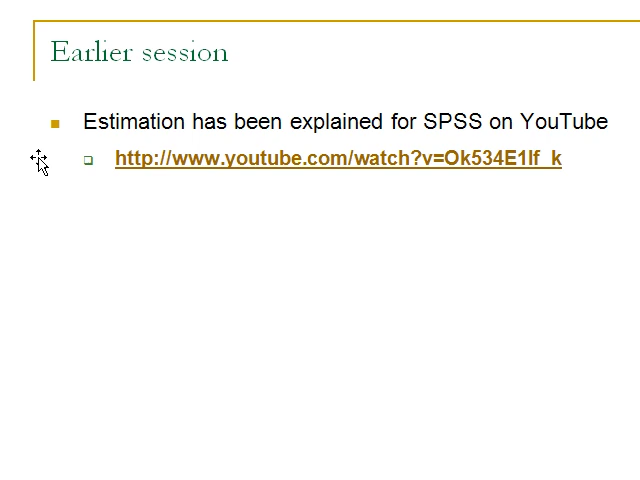 Earlier session
Estimation has been explained for SPSS on YouTube
http://www.youtube.com/watch?v=Ok534E1lf_k